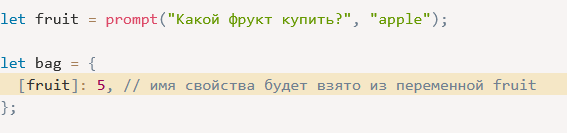 let fruit = prompt("Какой фрукт купить?", "apple");
let bag = {
[fruit]: 5, // имя свойства будет взято из переменной fruit
};